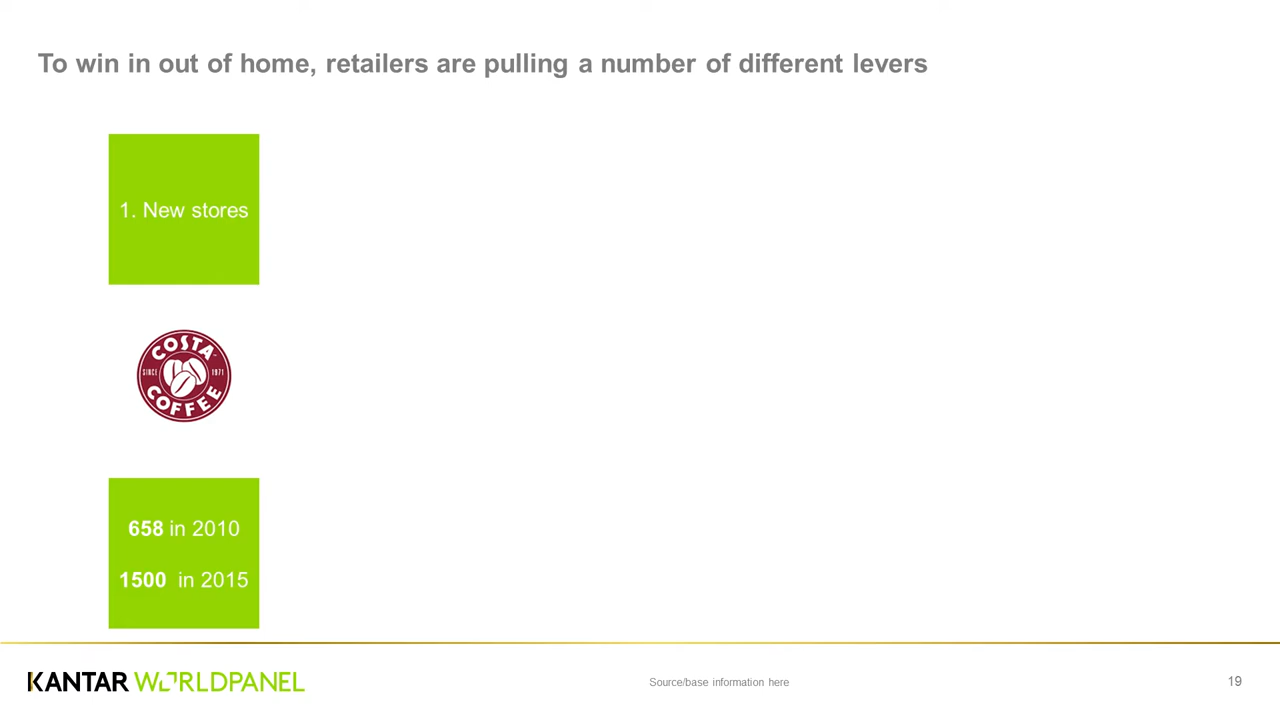 To win in out of home, retailers are pulling a number of different levers
1. New stores
COSTA
SINCE 1971
COFFEE
658 in 2010
1500 in 2015
KANTAR WORLDPANEL
Source/base information here
19